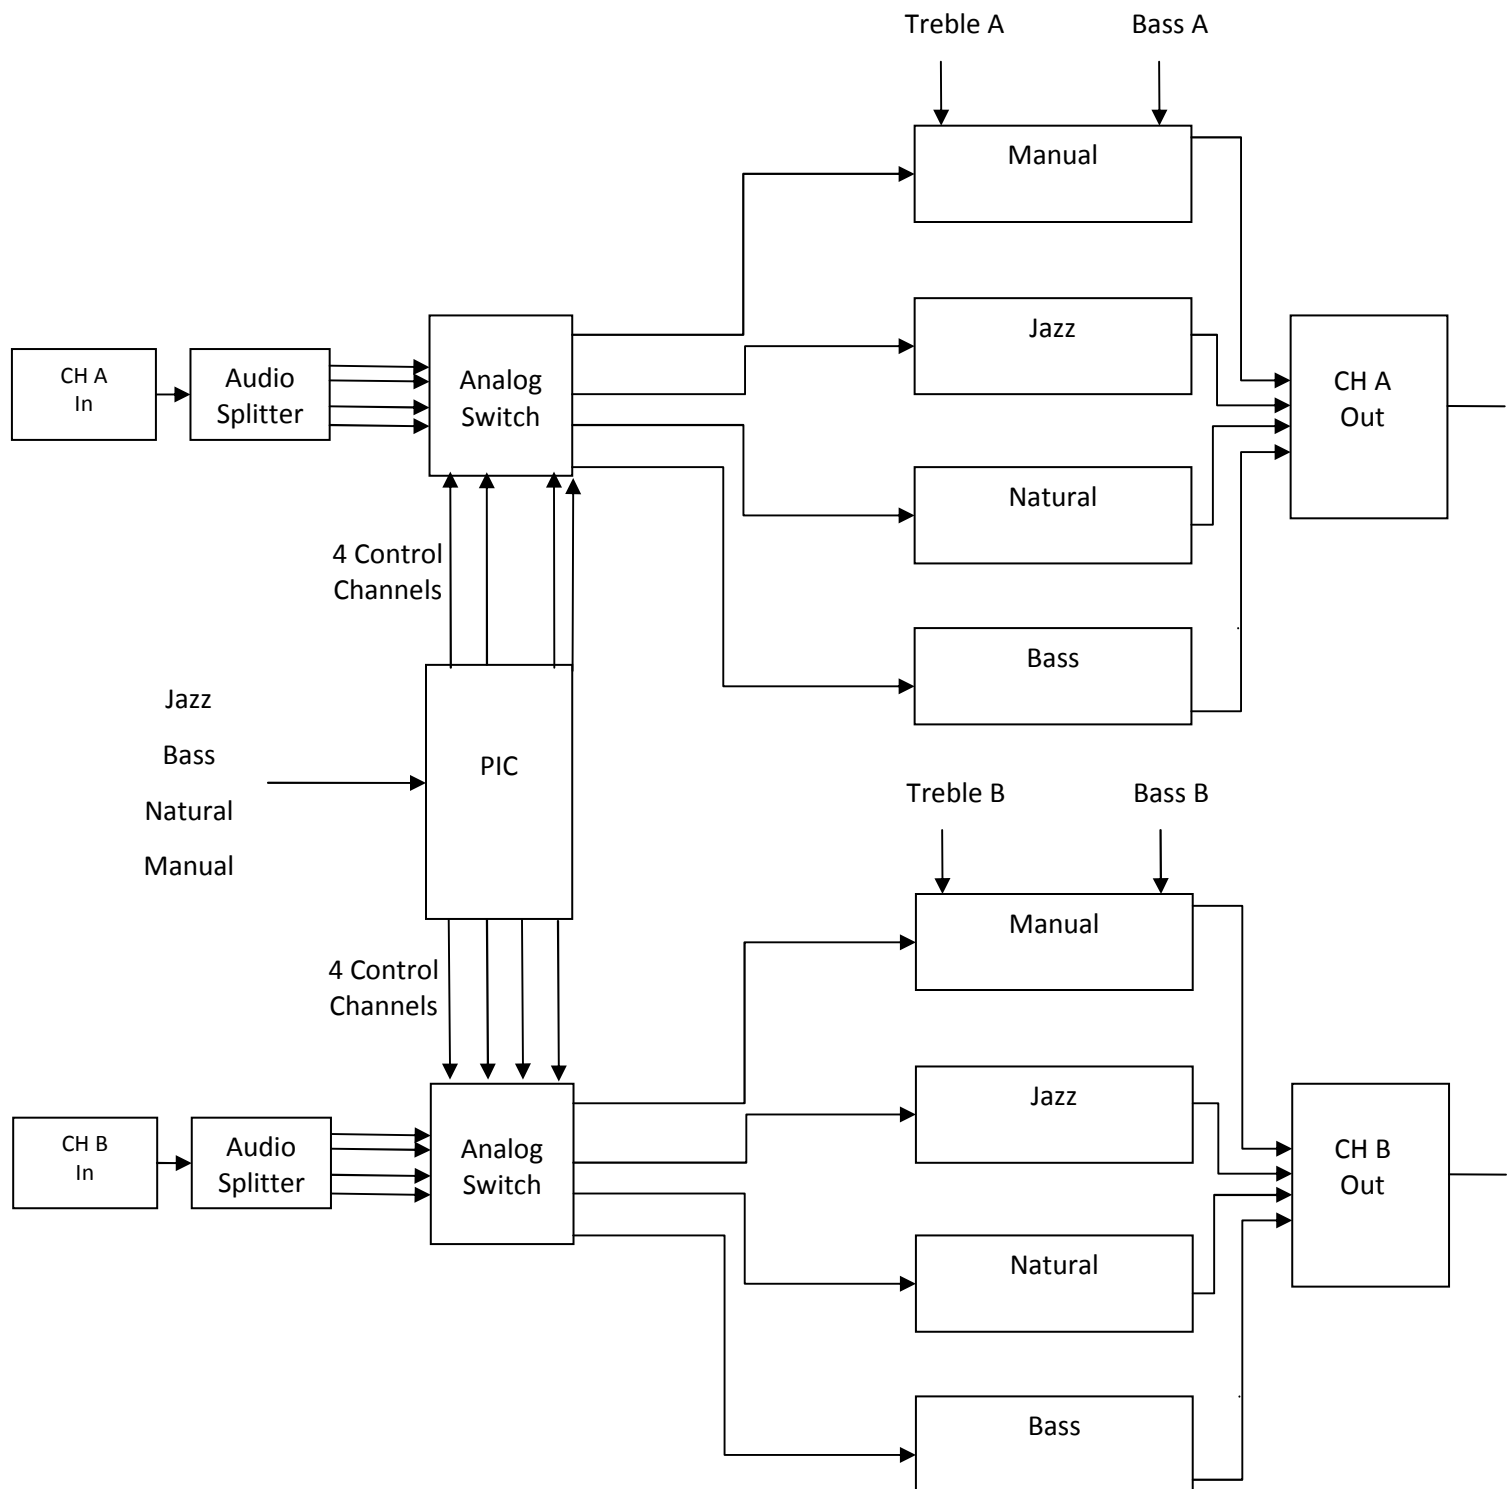 Treble A
Bass A
Manual
Jazz
CH A
In
Audio
Splitter
Analog
Switch
CH A
Out
Natural
4 Control
Channels
Bass
Jazz
Bass
Natural
Manual
PIC
Treble B
Bass B
Manual
4 Control
Channels
Jazz
CH B
In
Audio
Splitter
Analog
Switch
CH B
Out
Natural
Bass